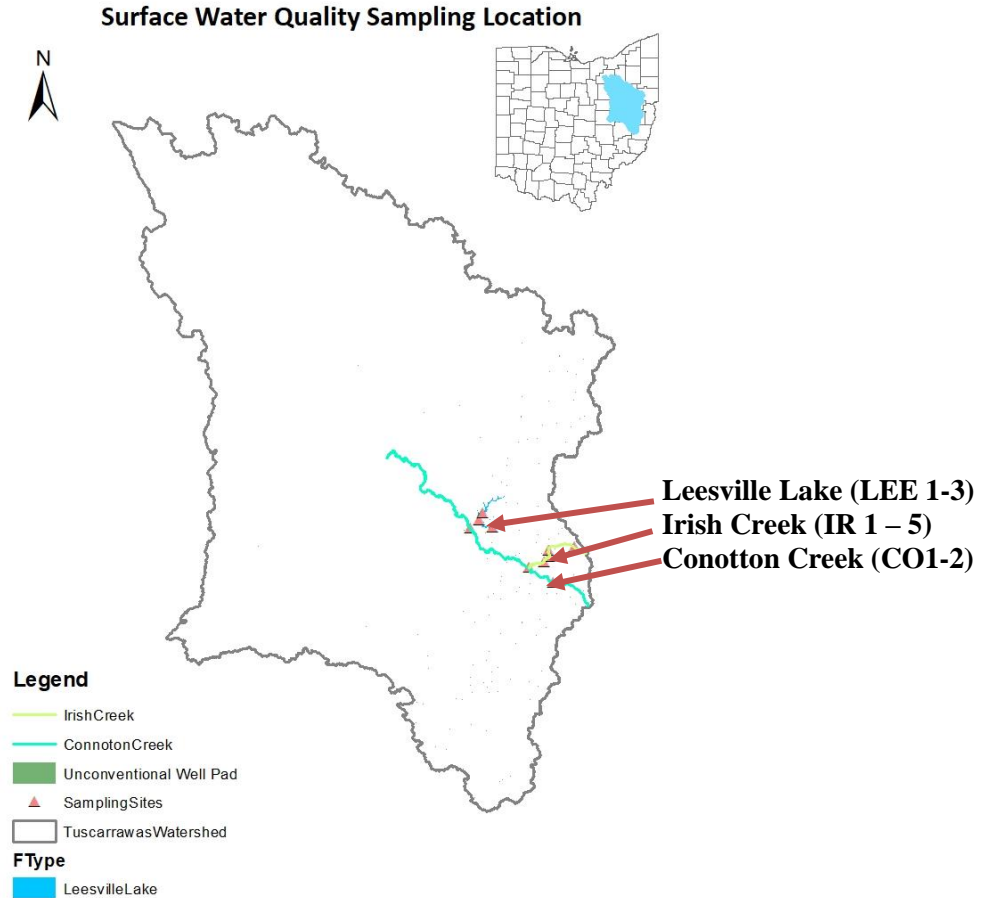 Surface Water Quality Sampling Location
N
Leesville Lake (LEE 1-3)
Irish Creek (IR 1 – 5)
Conotton Creek (CO1-2)
Legend
IrishCreek
ConnotonCreek
Unconventional Well Pad
SamplingSites
TuscarrawasWatershed
FType
LeesvilleLake